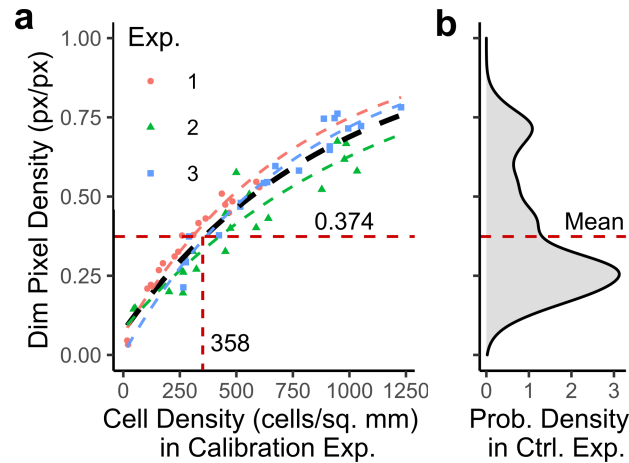 a
b
Exp.
1
2
3
1.00
0.75
0.50
0.25
0.00
Dim Pixel Density (px/px)
0.374
358
0
250
500
750
1000
1250
Cell Density (cells/sq. mm)
in Calibration Exp.
Mean
0
1
2
3
Prob. Density
in Ctrl. Exp.